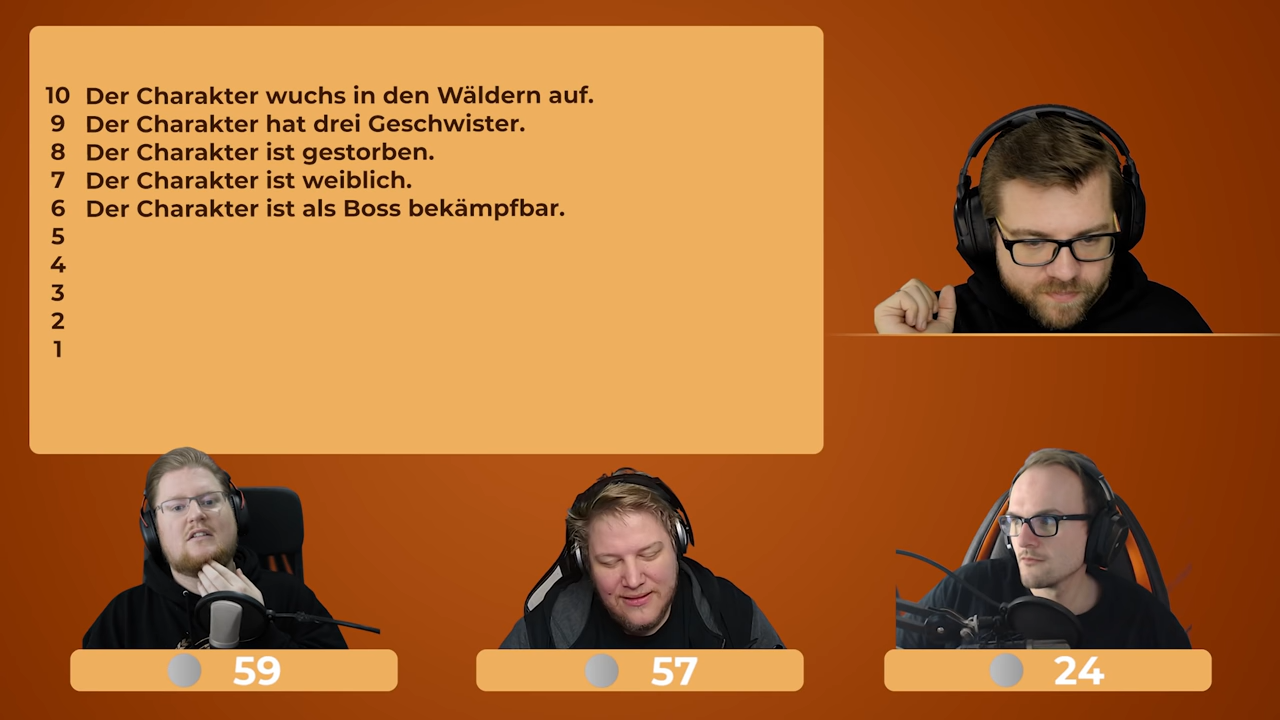 10 Der Charakter wuchs in den Wäldern auf.
9 Der Charakter hat drei Geschwister.
8 Der Charakter ist gestorben.
7 Der Charakter ist weiblich.
6 Der Charakter ist als Boss bekämpfbar.
5
4
3
2
1
59
57
24